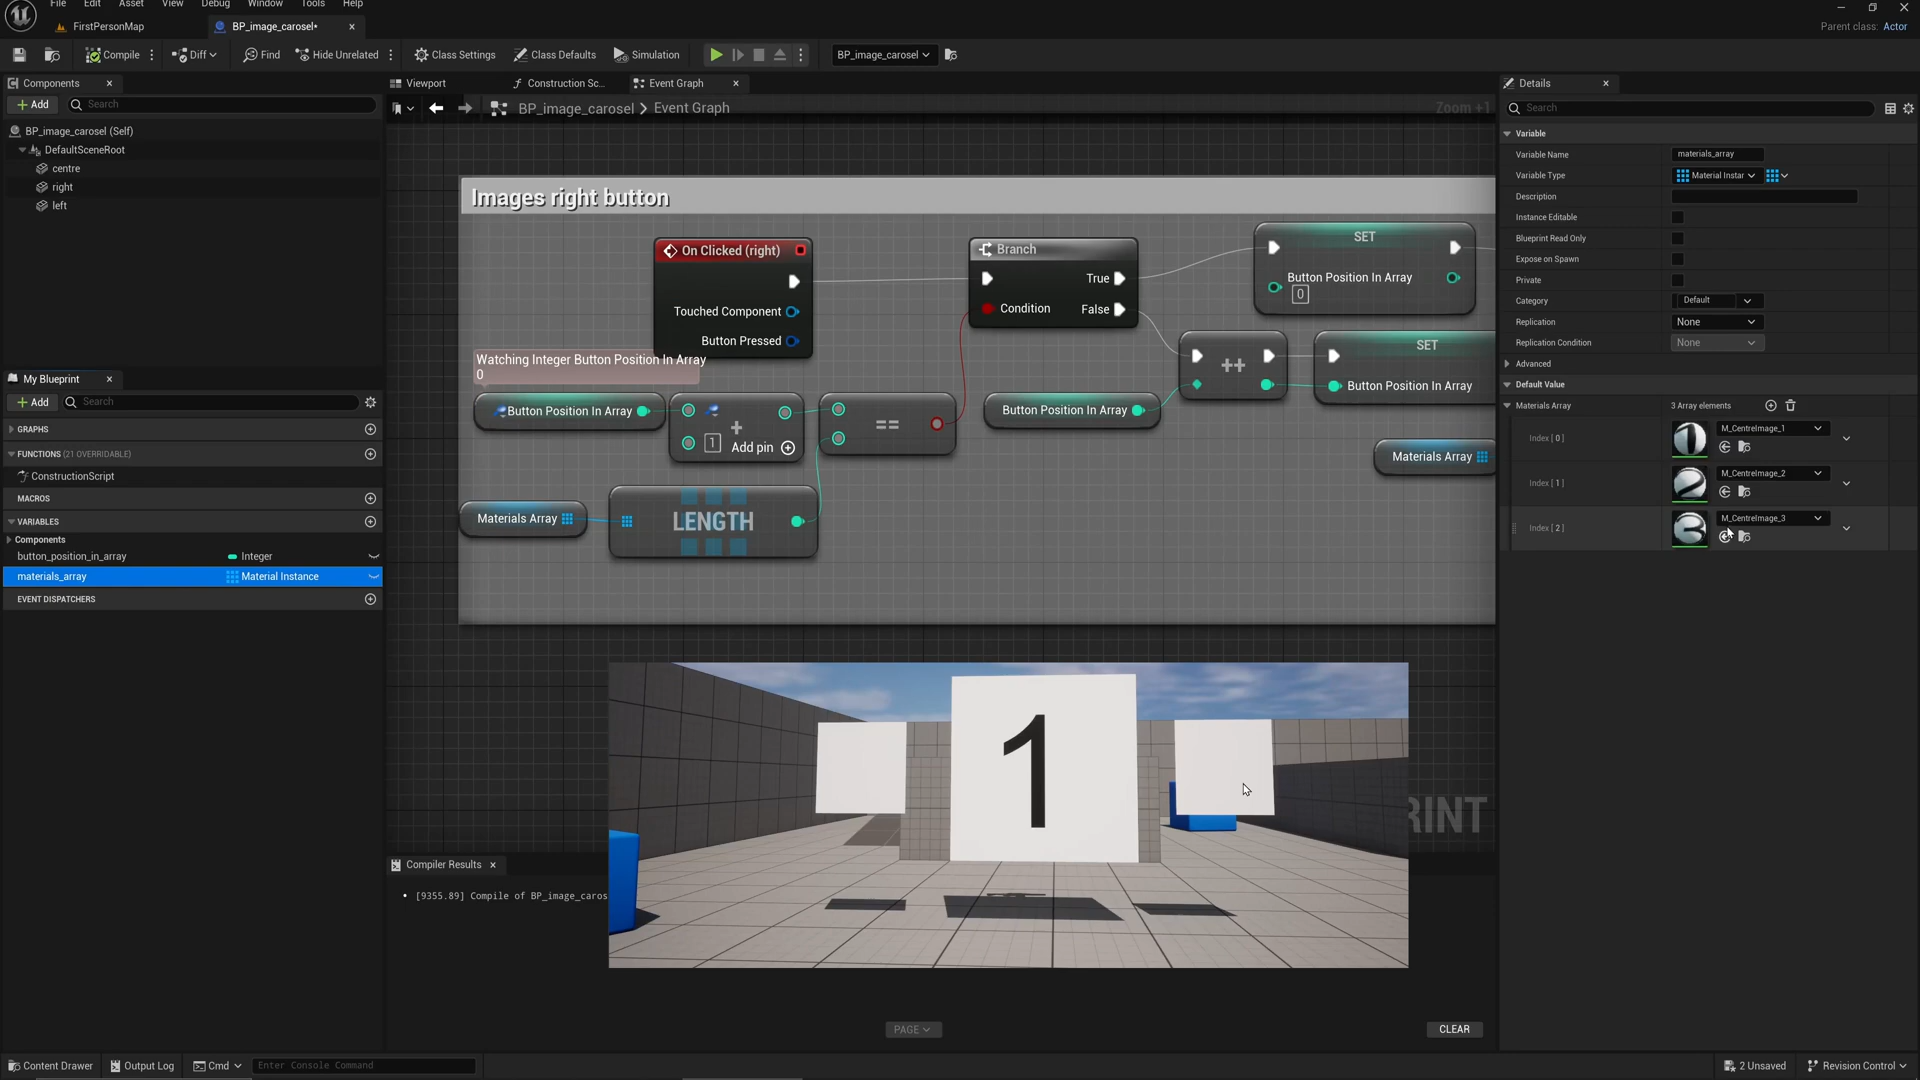 File Edit Asset View Debug Window Tools Help
FirstPersonMap
BP_image_carosel*
Parent class: Actor
Compile
Diff
Find
Hide Unrelated
Class Settings
Class Defaults
Simulation
BP_image_carosel
Components
Add
Search
BP_image_carosel (Self)
DefaultSceneRoot
centre
right
left
My Blueprint
Add
Search
GRAPHS
FUNCTIONS (21 OVERRIDABLE)
ConstructionScript
MACROS
VARIABLES
Components
button_position_in_array Integer
materials_array Material Instance
EVENT DISPATCHERS
Viewport
Construction Sc...
Event Graph
BP_image_carosel > Event Graph
Zoom +1
Images right button
On Clicked (right)
Touched Component
Button Pressed
Branch
True
Condition
False
SET
Button Position In Array
0
Watching Integer Button Position In Array
0
Button Position In Array
+
1
Add pin
==
Button Position In Array
++
SET
Button Position In Array
Materials Array
Materials Array
LENGTH
1
RINT
Compiler Results
• [9355.89] Compile of BP_image_caros
PAGE
CLEAR
Details
Search
Variable
Variable Name materials_array
Variable Type Material Instar
Description
Instance Editable
Blueprint Read Only
Expose on Spawn
Private
Category Default
Replication None
Replication Condition None
Advanced
Default Value
Materials Array 3 Array elements
Index [ 0 ] M_CentreImage_1
Index [ 1 ] M_CentreImage_2
Index [ 2 ] M_CentreImage_3
Content Drawer
Output Log
Cmd
Enter Console Command
2 Unsaved
Revision Control